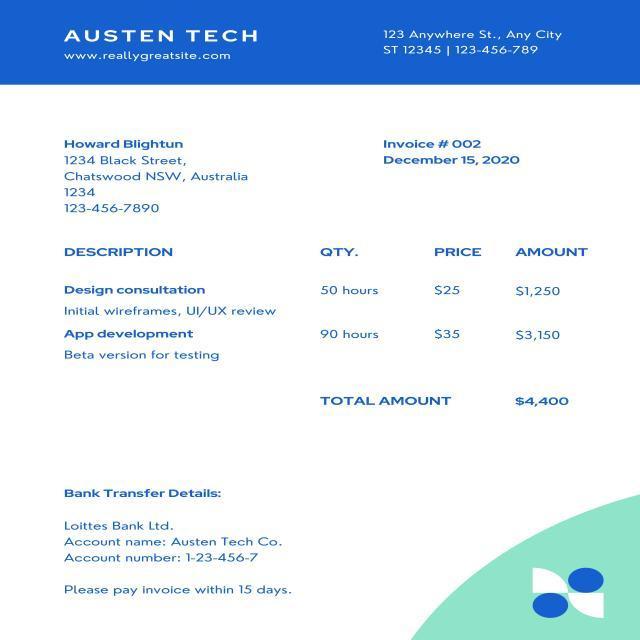 AUSTEN TECH
www.reallygreatsite.com
123 Anywhere St., Any City
ST 12345 | 123-456-789
Howard Blightun
1234 Black Street,
Chatswood NSW, Australia
1234
123-456-7890
Invoice # 002
December 15, 2020
DESCRIPTION QTY. PRICE AMOUNT
Design consultation 50 hours $25 $1,250
Initial wireframes, UI/UX review
App development 90 hours $35 $3,150
Beta version for testing
TOTAL AMOUNT $4,400
Bank Transfer Details:
Loittes Bank Ltd.
Account name: Austen Tech Co.
Account number: 1-23-456-7
Please pay invoice within 15 days.